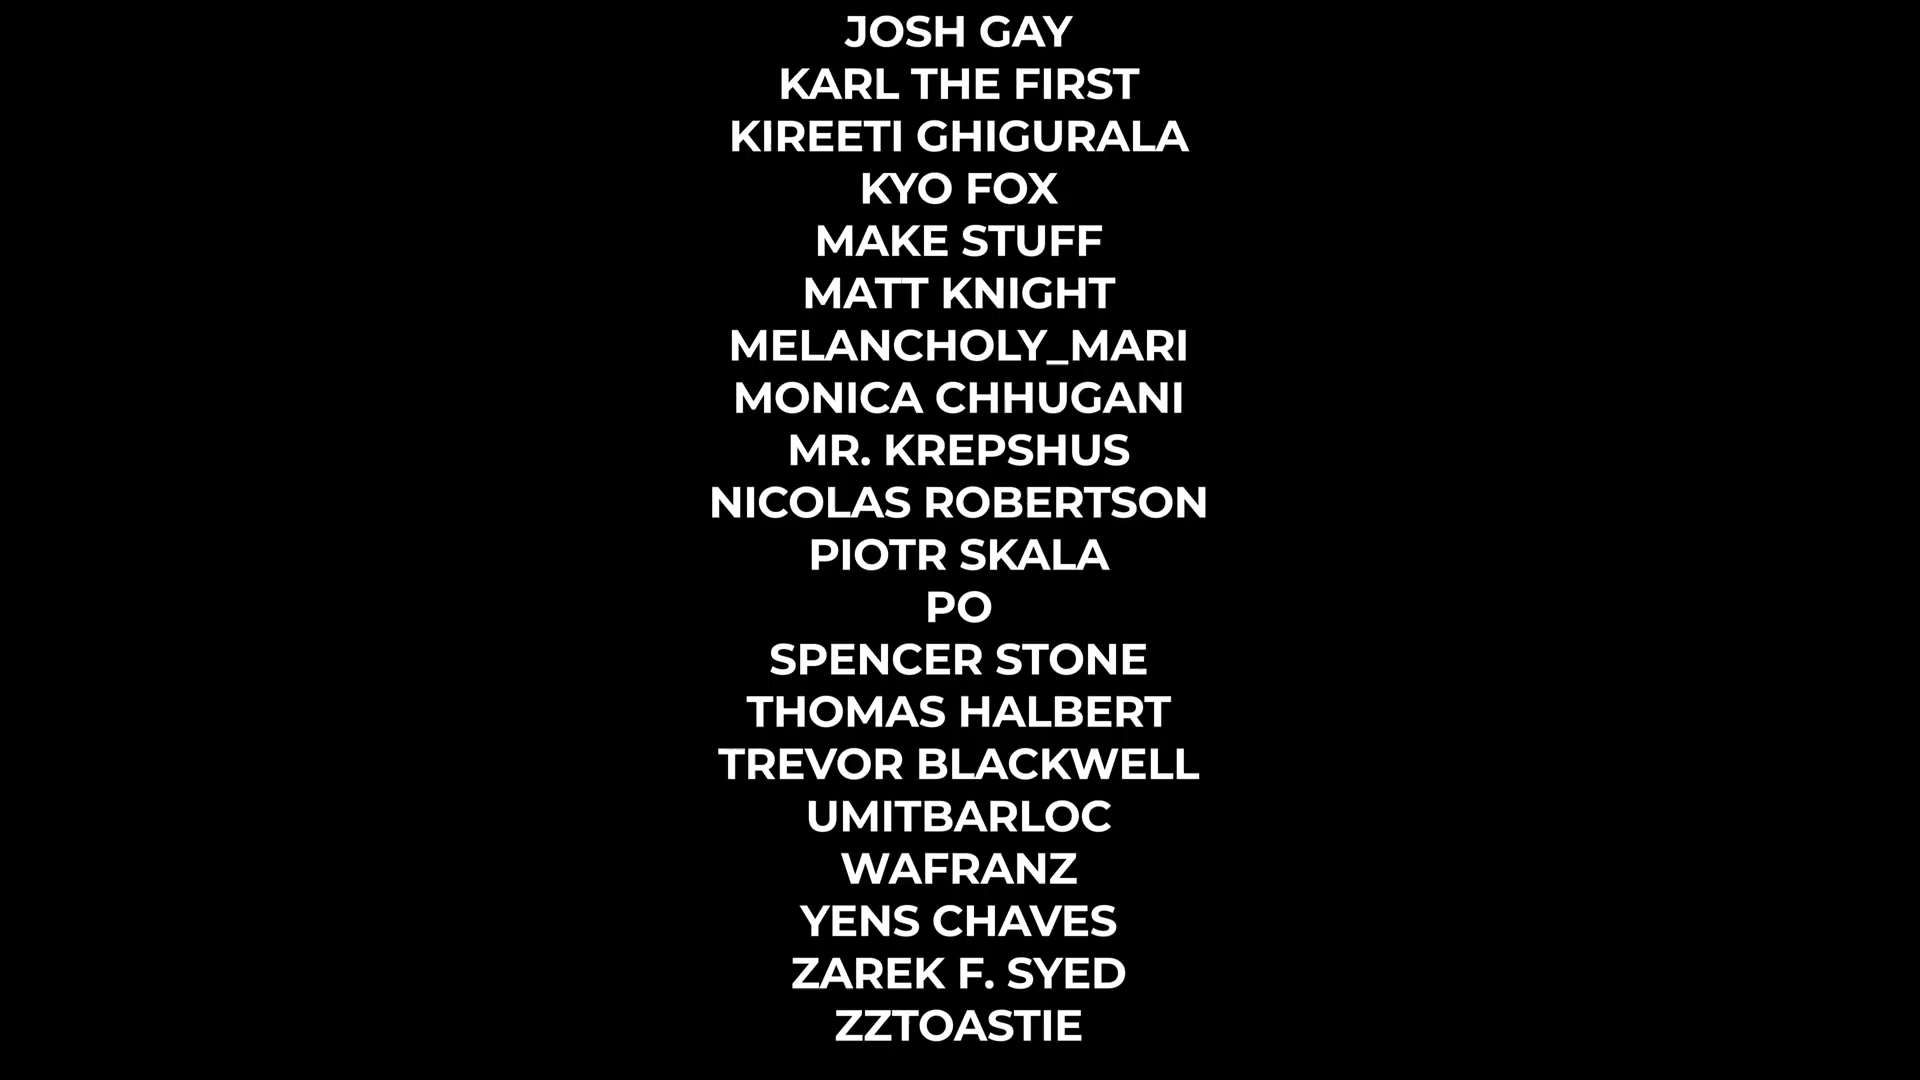 JOSH GAY
KARL THE FIRST
KIREETI GHIGURALA
KYO FOX
MAKE STUFF
MATT KNIGHT
MELANCHOLY_MARI
MONICA CHHUGANI
MR. KREPSHUS
NICOLAS ROBERTSON
PIOTR SKALA
PO
SPENCER STONE
THOMAS HALBERT
TREVOR BLACKWELL
UMITBARLOC
WAFRANZ
YENS CHAVES
ZAREK F. SYED
ZZTOASTIE